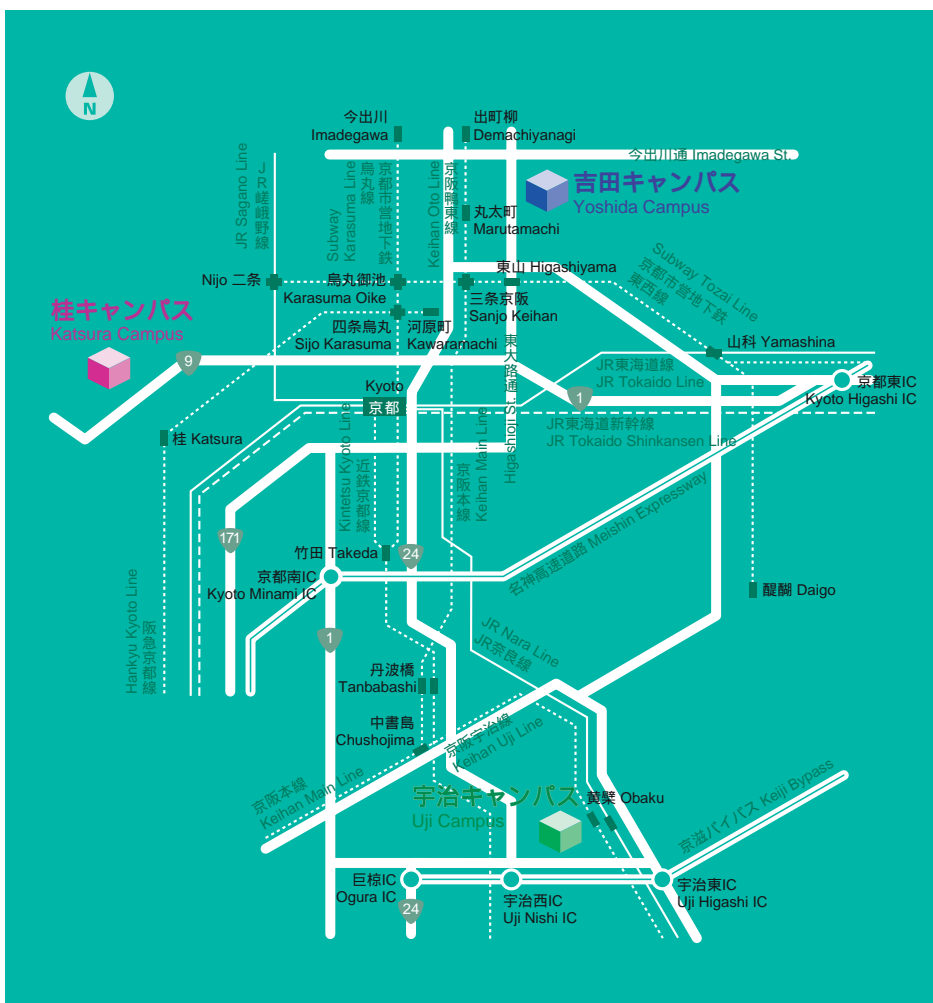 N
今出川
Imadegawa
出町柳
Demachiyanagi
今出川通 Imadegawa St.
JR Sagano Line
JR嵯峨野線
Subway
Karasuma Line
烏丸線
京都市営地下鉄
Keihan Oto Line
京阪鴨東線
吉田キャンパス
Yoshida Campus
丸太町
Marutamachi
東山 Higashiyama
Subway Tozai Line
京都市営地下鉄
東西線
Nijo 二条
烏丸御池
Karasuma Oike
三条京阪
Sanjo Keihan
桂キャンパス
Katsura Campus
四条烏丸
Sijo Karasuma
河原町
Kawaramachi
東大路通
Higashioji St.
山科 Yamashina
9
JR東海道線
JR Tokaido Line
Kyoto
京都
1
京都東IC
Kyoto Higashi IC
JR東海道新幹線
JR Tokaido Shinkansen Line
桂 Katsura
Kintetsu Kyoto Line
近鉄京都線
京阪本線
Keihan Main Line
名神高速道路 Meishin Expressway
171
竹田 Takeda
24
京都南IC
Kyoto Minami IC
醍醐 Daigo
Hankyu Kyoto Line
阪急京都線
1
JR Nara Line
JR奈良線
丹波橋
Tanbabashi
中書島
Chushojima
京阪宇治線
Keihan Uji Line
京阪本線
Keihan Main Line
宇治キャンパス
Uji Campus
黄檗 Obaku
京滋バイパス Keiji Bypass
巨椋IC
Ogura IC
24
宇治西IC
Uji Nishi IC
宇治東IC
Uji Higashi IC